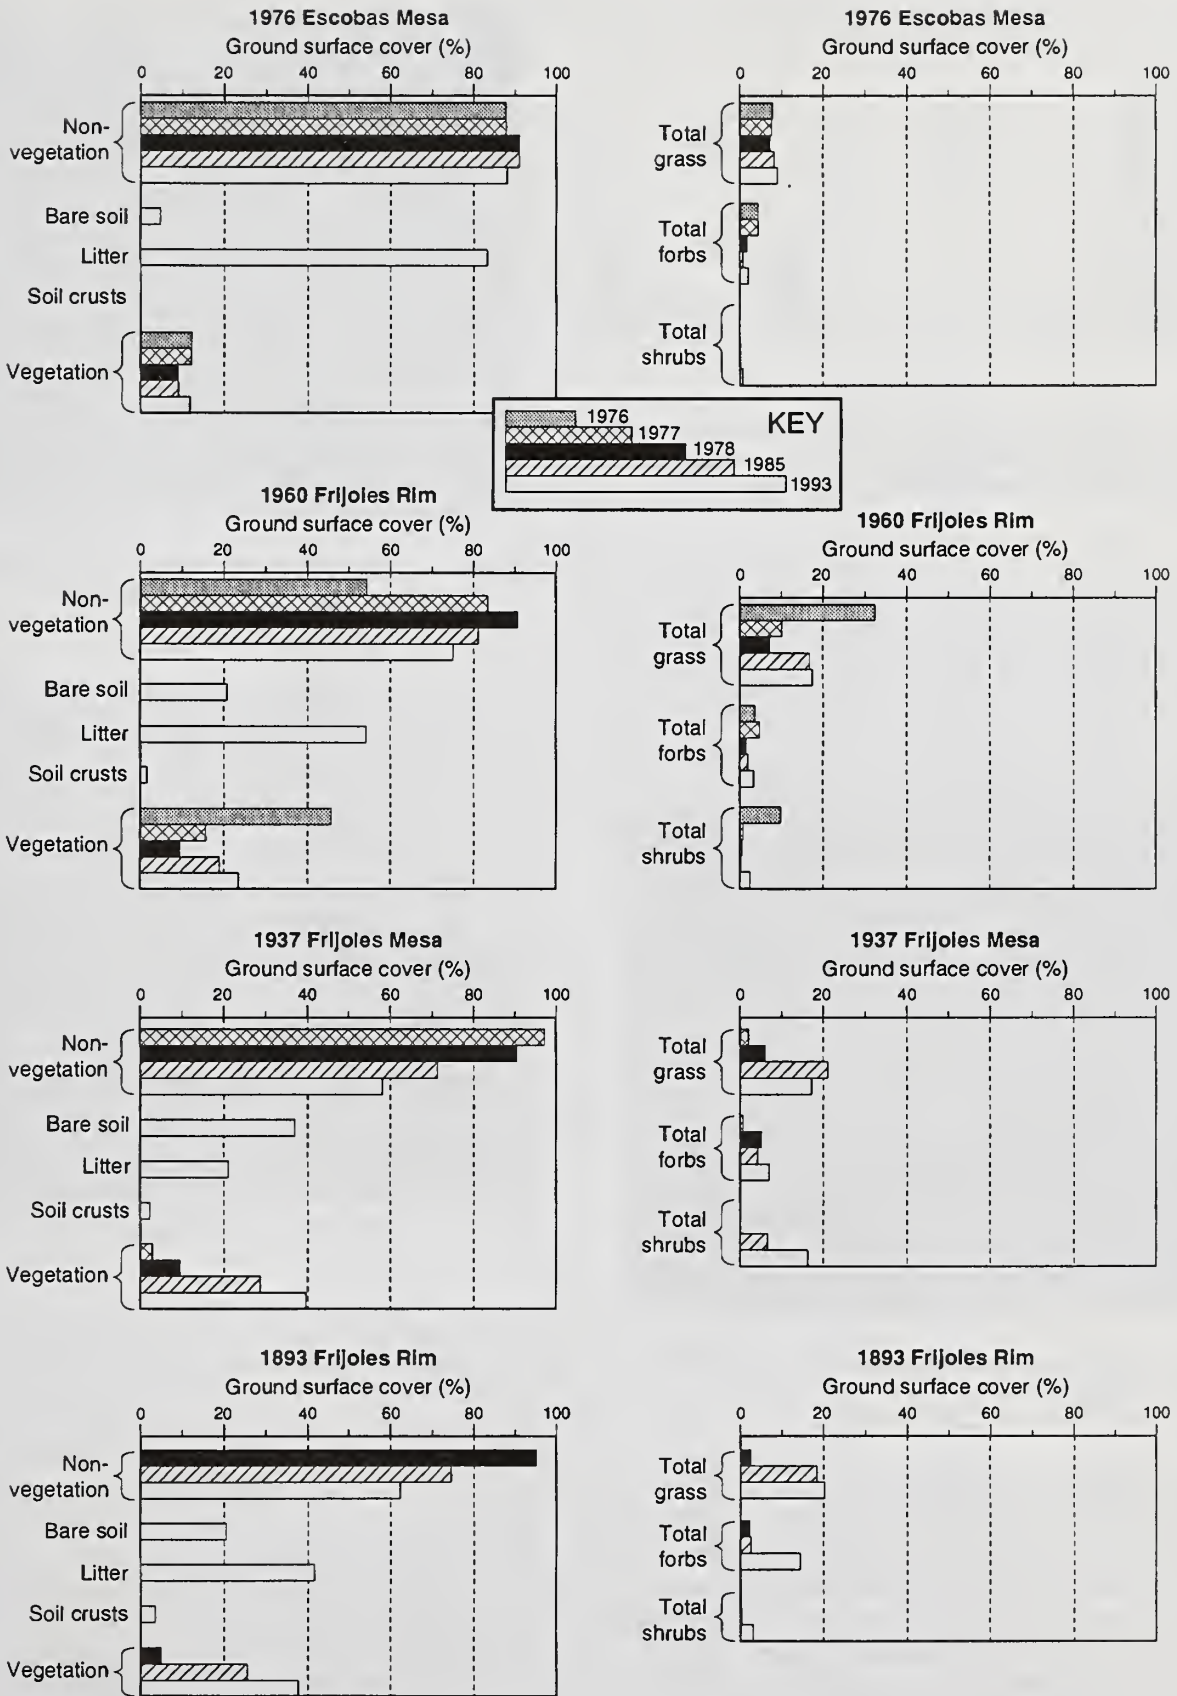 1976 Escobas Mesa
Ground surface cover (%)
0 20 40 60 80 100
Non-
vegetation
Bare soil
Litter
Soil crusts
Vegetation
1976 Escobas Mesa
Ground surface cover (%)
0 20 40 60 80 100
Total
grass
Total
forbs
Total
shrubs
KEY
1976
1977
1978
1985
1993
1960 Frijoles Rim
Ground surface cover (%)
0 20 40 60 80 100
Non-
vegetation
Bare soil
Litter
Soil crusts
Vegetation
1960 Frijoles Rim
Ground surface cover (%)
0 20 40 60 80 100
Total
grass
Total
forbs
Total
shrubs
1937 Frijoles Mesa
Ground surface cover (%)
0 20 40 60 80 100
Non-
vegetation
Bare soil
Litter
Soil crusts
Vegetation
1937 Frijoles Mesa
Ground surface cover (%)
0 20 40 60 80 100
Total
grass
Total
forbs
Total
shrubs
1893 Frijoles Rim
Ground surface cover (%)
0 20 40 60 80 100
Non-
vegetation
Bare soil
Litter
Soil crusts
Vegetation
1893 Frijoles Rim
Ground surface cover (%)
0 20 40 60 80 100
Total
grass
Total
forbs
Total
shrubs